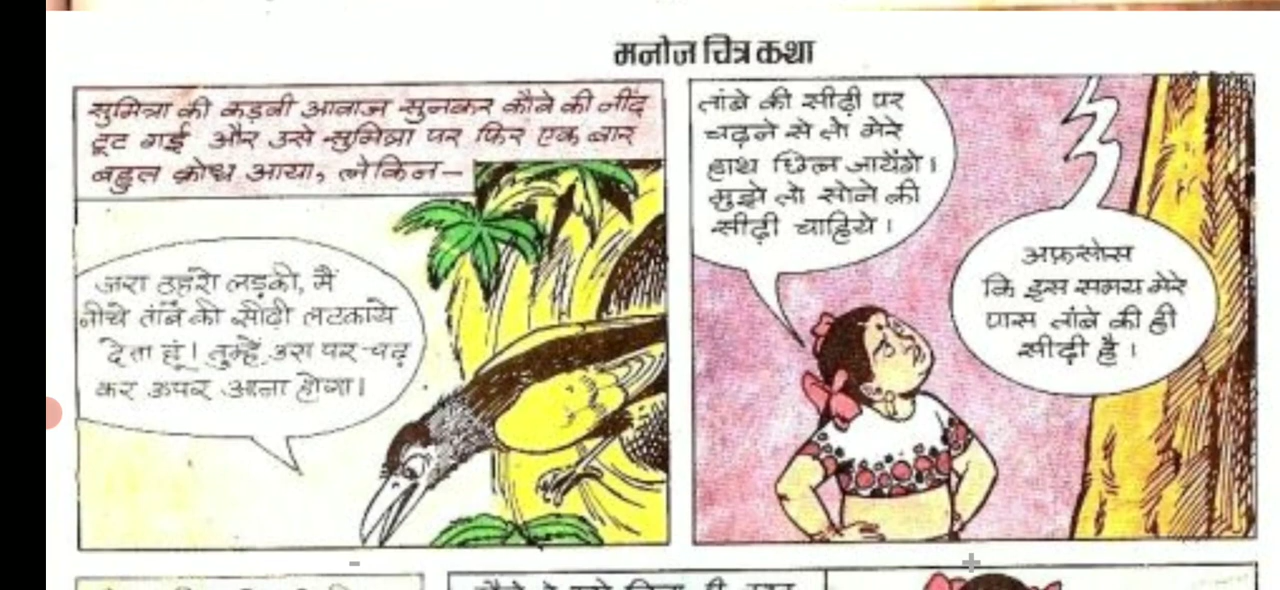 मनोज चित्र कथा
सुमित्रा की कड़वी आवाज सुनकर कौवे की नींद
टूट गई और उसे सुमित्रा पर फिर एक बार
बहुत क्रोध आया, लेकिन—
जरा ठहरो लड़की, मैं
नीचे तांबे की सीढ़ी लटकाये
देता हूं। तुम्हें उस पर चढ़
कर ऊपर आना होगा।
तांबे की सीढ़ी पर
चढ़ने से तो मेरे
हाथ छिल जायेंगे।
मुझे तो सोने की
सीढ़ी चाहिये।
अफ़सोस
कि इस समय मेरे
पास तांबे की ही
सीढ़ी है।